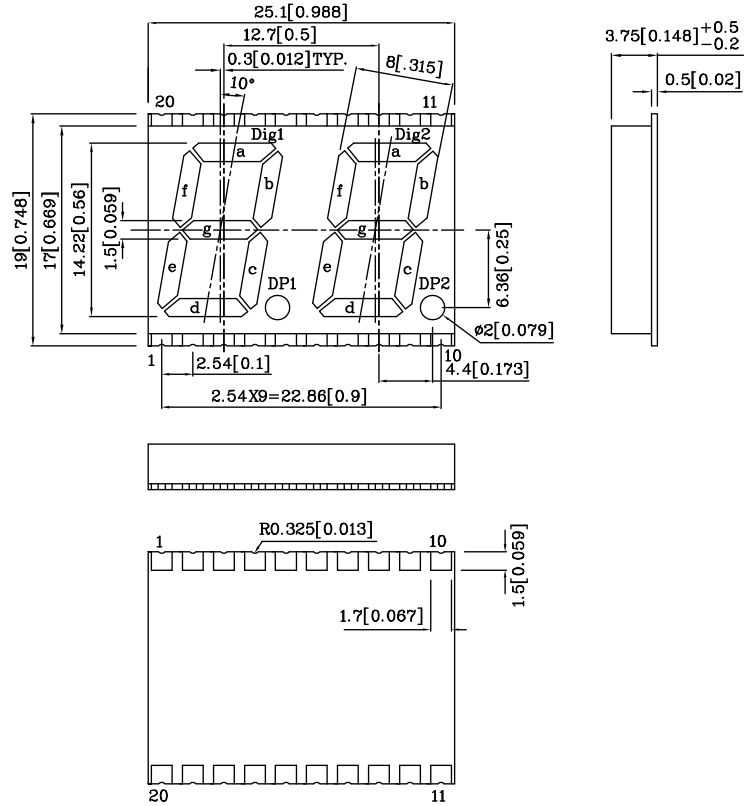 25.1[0.988]
12.7[0.5]
3.75[0.148]+0.5
−0.2
0.3[0.012]TYP.
8[.315]
10°
0.5[0.02]
20
11
Dig1
Dig2
a
a
f
b
f
b
g
g
e
c
e
c
d
d
DP1
DP2
19[0.748]
17[0.669]
14.22[0.56]
1.5[0.059]
6.36[0.25]
ø2[0.079]
1
10
2.54[0.1]
4.4[0.173]
2.54X9=22.86[0.9]
1
R0.325[0.013]
10
1.5[0.059]
1.7[0.067]
20
11